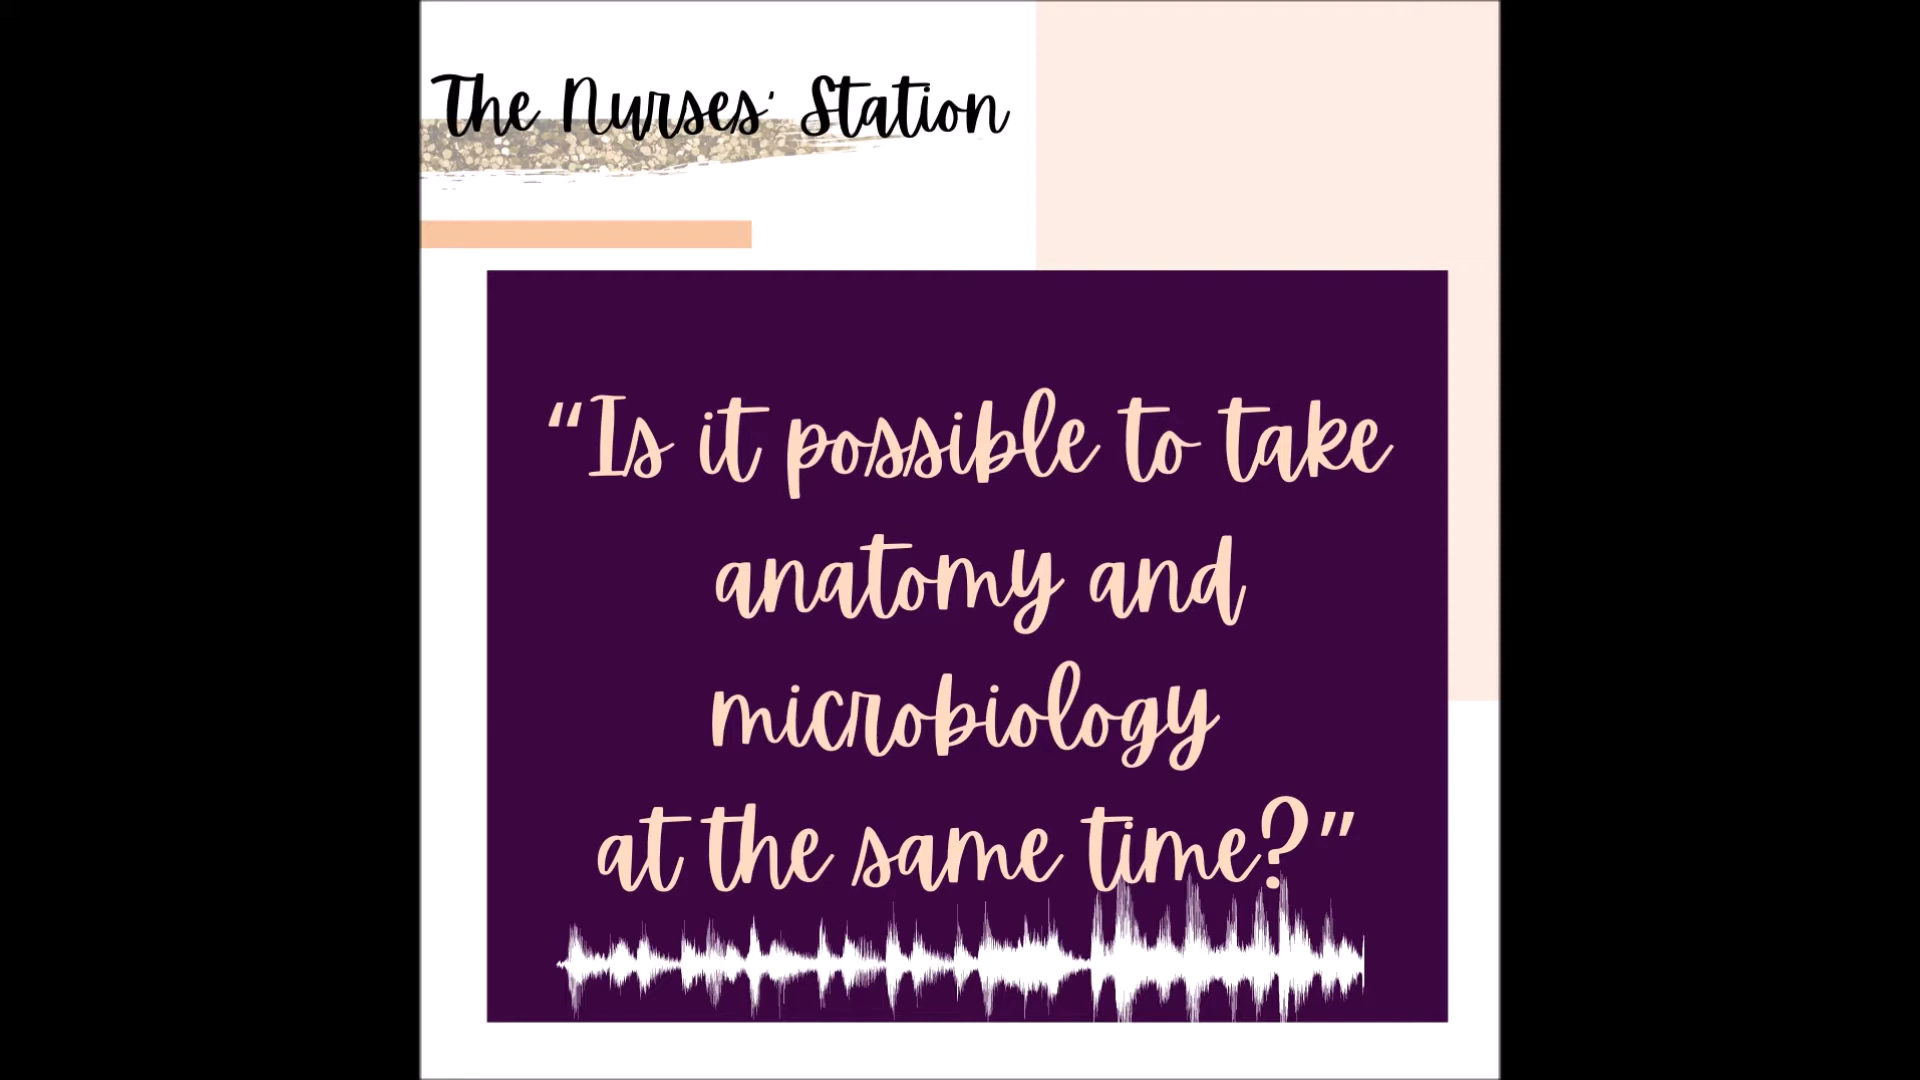 The Nurses' Station
“Is it possible to take
anatomy and
microbiology
at the same time?”